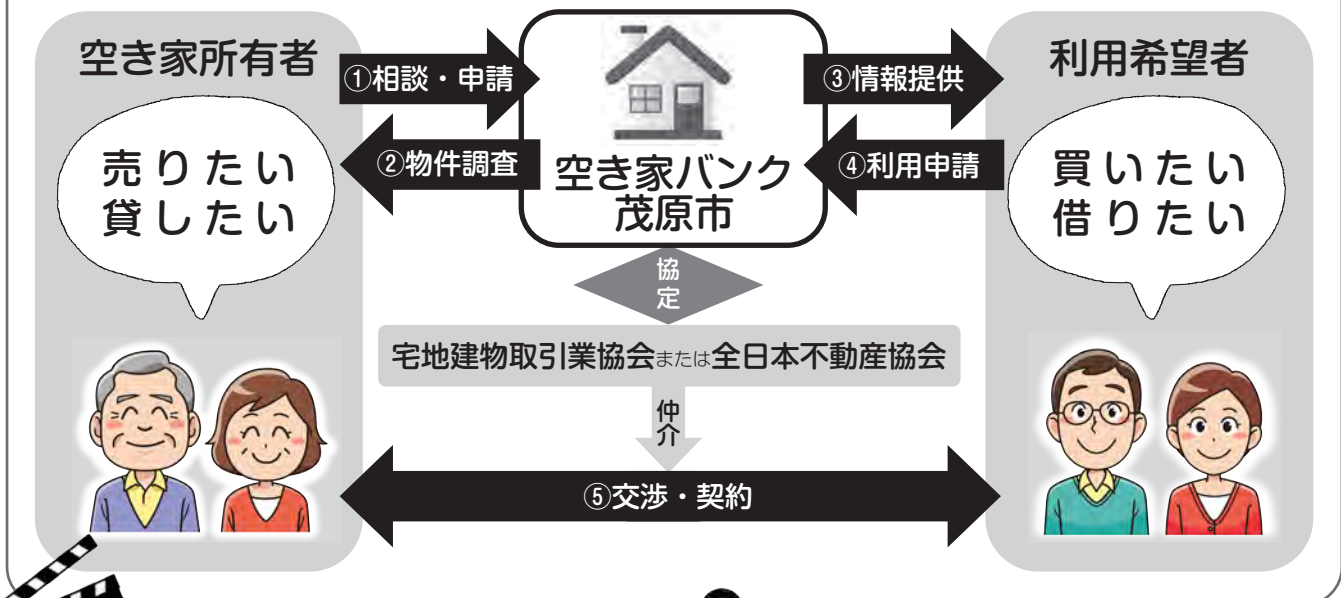 空き家所有者
売りたい
貸したい
①相談・申請
②物件調査
空き家バンク
茂原市
③情報提供
④利用申請
利用希望者
買いたい
借りたい
協定
宅地建物取引業協会または全日本不動産協会
仲介
⑤交渉・契約